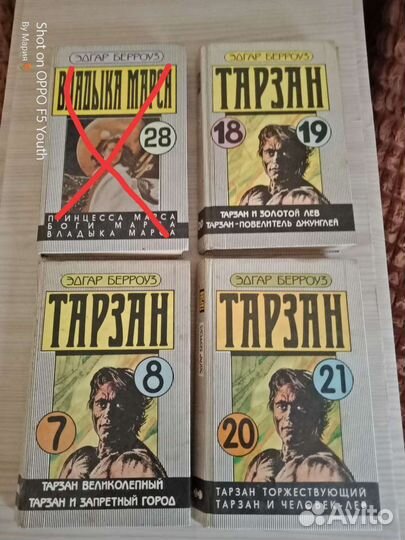 Shot on OPPO F5 Youth
By Мария
ЭДГАР БЕРРОУЗ
ВЛАДЫКА МАРСА
28
ПРИНЦЕССА МАРСА
БОГИ МАРСА
ВЛАДЫКА МАРСА
ЭДГАР БЕРРОУЗ
ТАРЗАН
18
19
ТАРЗАН И ЗОЛОТОЙ ЛЕВ
ТАРЗАН-ПОВЕЛИТЕЛЬ ДЖУНГЛЕЙ
ЭДГАР БЕРРОУЗ
ТАРЗАН
8
7
ТАРЗАН ВЕЛИКОЛЕПНЫЙ
ТАРЗАН И ЗАПРЕТНЫЙ ГОРОД
ЭДГАР БЕРРОУЗ
ТАРЗАН
21
20
ТАРЗАН ТОРЖЕСТВУЮЩИЙ
ТАРЗАН И ЧЕЛОВЕК-ЛЕВ
Avito